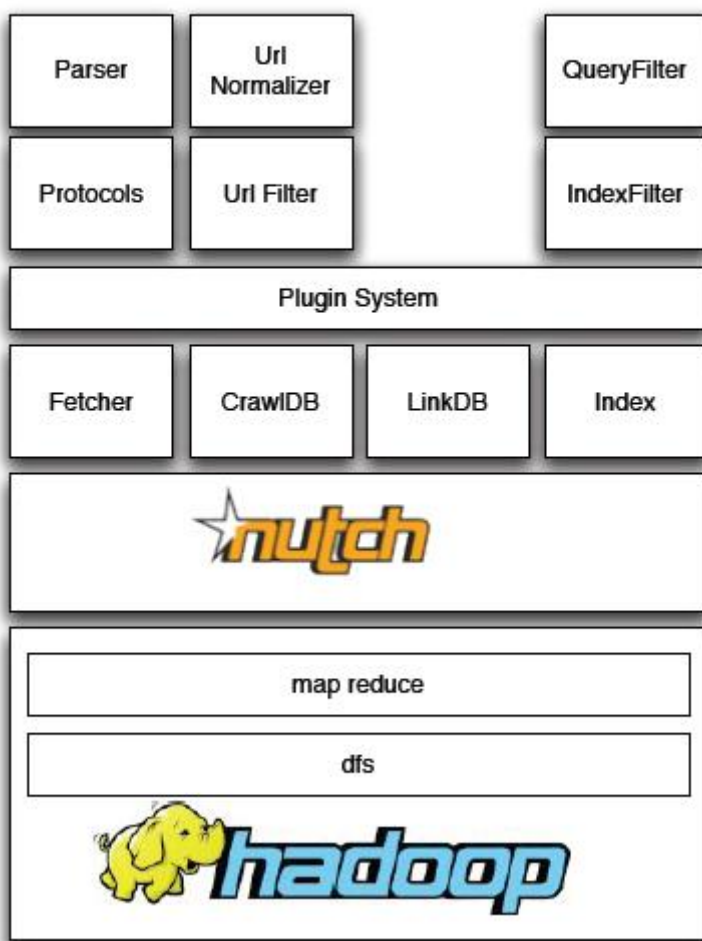 Parser
Url
Normalizer
QueryFilter
Protocols
Url Filter
IndexFilter
Plugin System
Fetcher
CrawlDB
LinkDB
Index
nutch
map reduce
dfs
hadoop